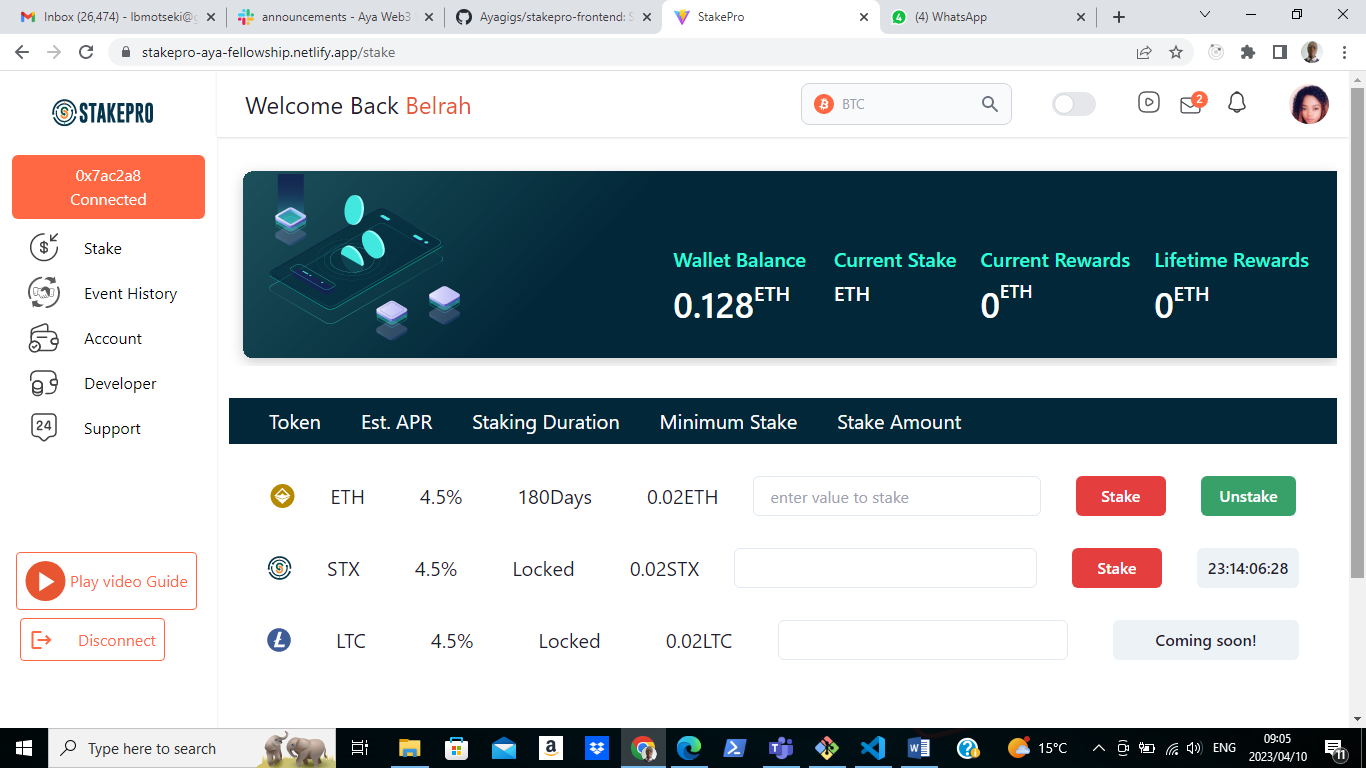 Inbox (26,474) - lbmotseki@g
announcements - Aya Web3
Ayagigs/stakepro-frontend: S
StakePro
(4) WhatsApp
stakepro-aya-fellowship.netlify.app/stake
STAKEPRO
Welcome Back Belrah
BTC
2
0x7ac2a8
Connected
Stake
Event History
Account
Developer
24
Support
Play video Guide
Disconnect
Wallet Balance Current Stake Current Rewards Lifetime Rewards
0.128ETH ETH 0ETH 0ETH
Token Est. APR Staking Duration Minimum Stake Stake Amount
ETH 4.5% 180Days 0.02ETH enter value to stake Stake Unstake
STX 4.5% Locked 0.02STX Stake 23:14:06:28
LTC 4.5% Locked 0.02LTC Coming soon!
Type here to search
15°C
ENG
09:05
2023/04/10
11